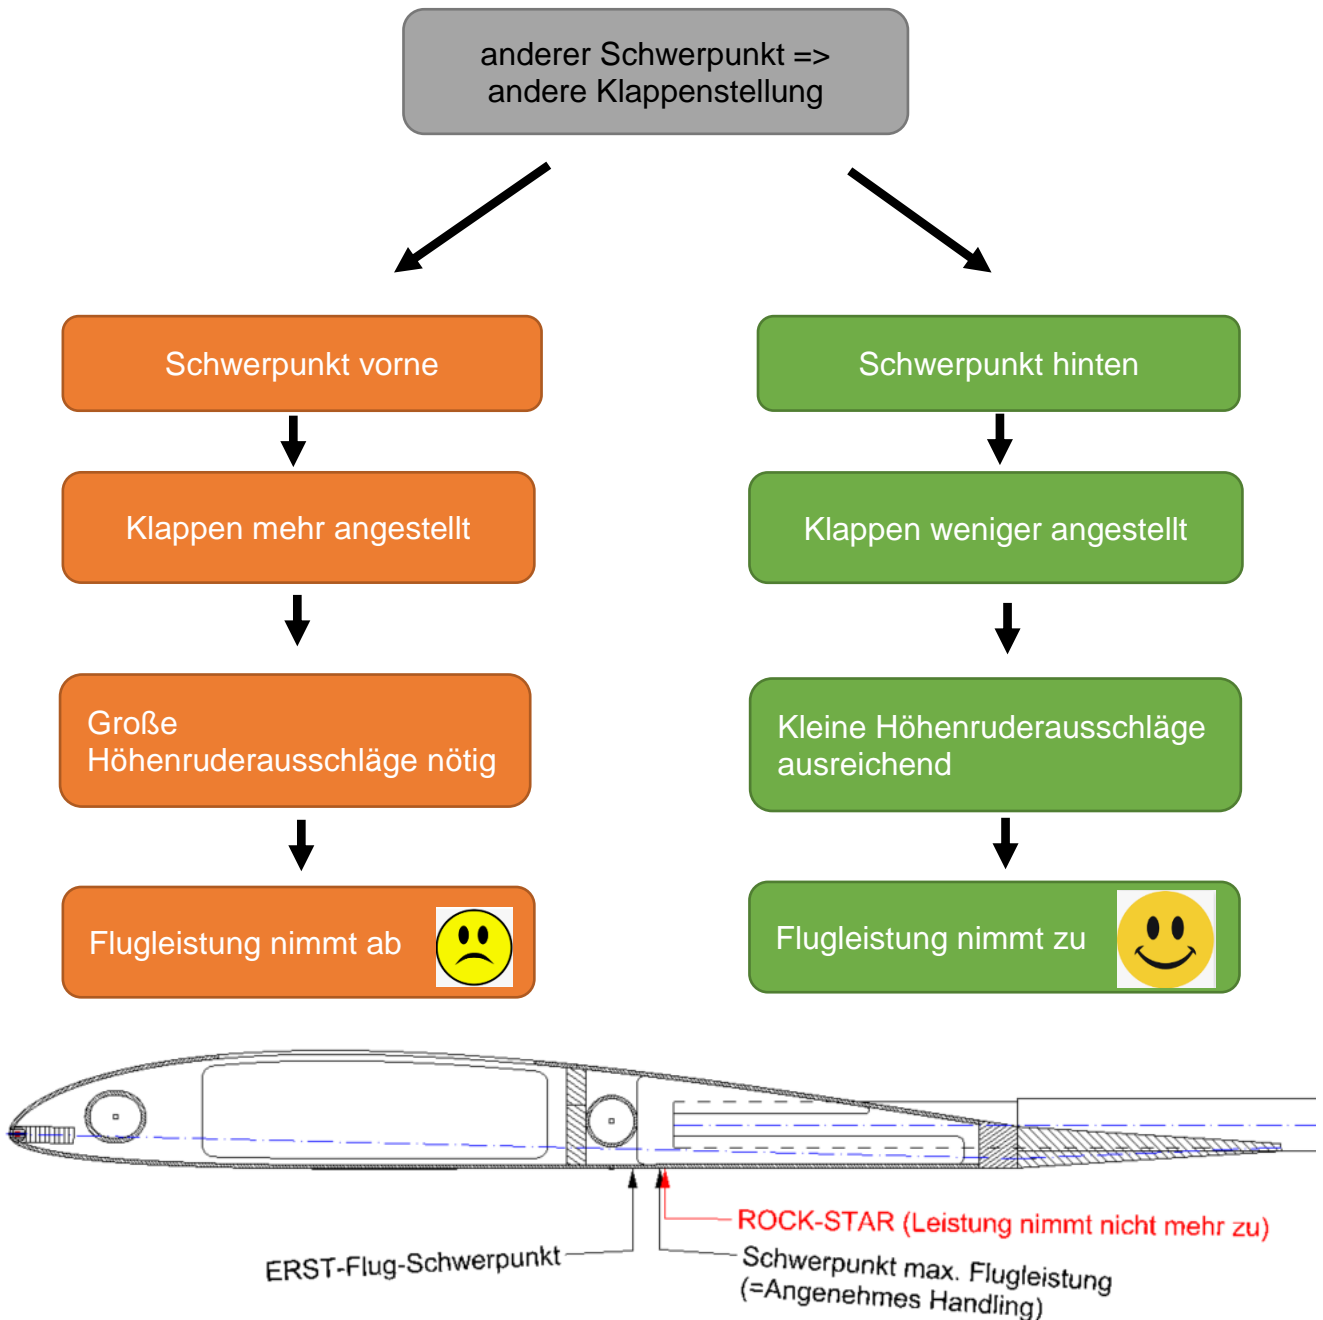 anderer Schwerpunkt =>
andere Klappenstellung
Schwerpunkt vorne
Klappen mehr angestellt
Große
Höhenruderausschläge nötig
Flugleistung nimmt ab
Schwerpunkt hinten
Klappen weniger angestellt
Kleine Höhenruderausschläge
ausreichend
Flugleistung nimmt zu
ROCK-STAR (Leistung nimmt nicht mehr zu)
ERST-Flug-Schwerpunkt
Schwerpunkt max. Flugleistung
(=Angenehmes Handling)